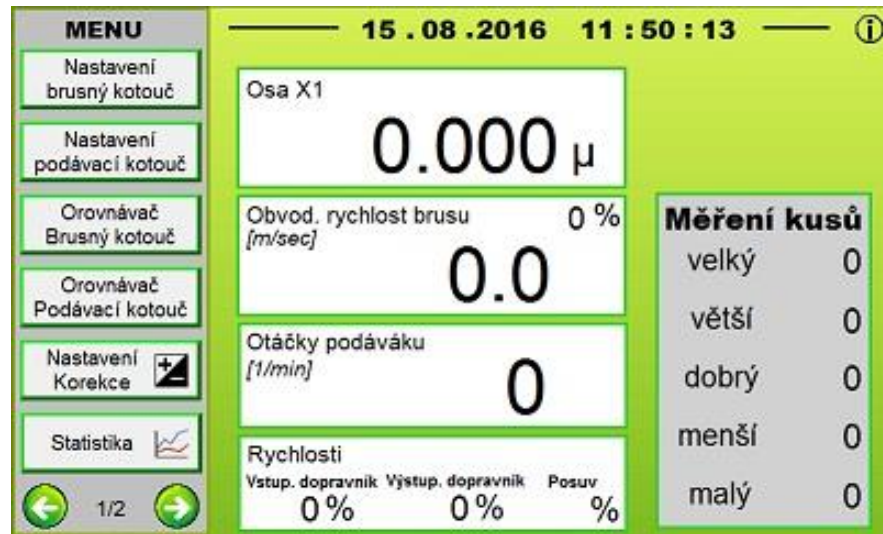 MENU
Nastavení
brusný kotouč
Nastavení
podávací kotouč
Orovnávač
Brusný kotouč
Orovnávač
Podávací kotouč
Nastavení
Korekce
Statistika
1/2
15 . 08 .2016 11 : 50 : 13
Osa X1
0.000 µ
Obvod. rychlost brusu 0 %
[m/sec]
0.0
Otáčky podáváku
[1/min]
0
Rychlosti
Vstup. dopravník Výstup. dopravník Posuv
0% 0% %
Měření kusů
velký 0
větší 0
dobrý 0
menší 0
malý 0